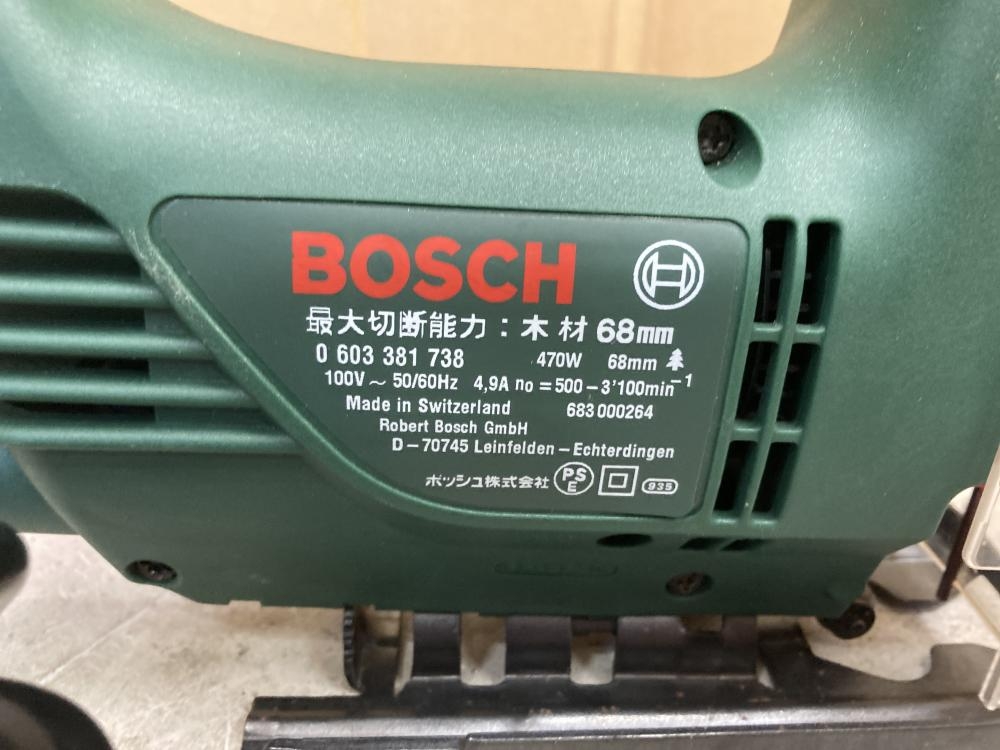 BOSCH
最大切断能力：木材 68mm
0 603 381 738 470W 68mm
100V～ 50/60Hz 4,9A no = 500 – 3'100min⁻¹
Made in Switzerland 683 000264
Robert Bosch GmbH
D – 70745 Leinfelden – Echterdingen
ボッシュ株式会社 PS E 935